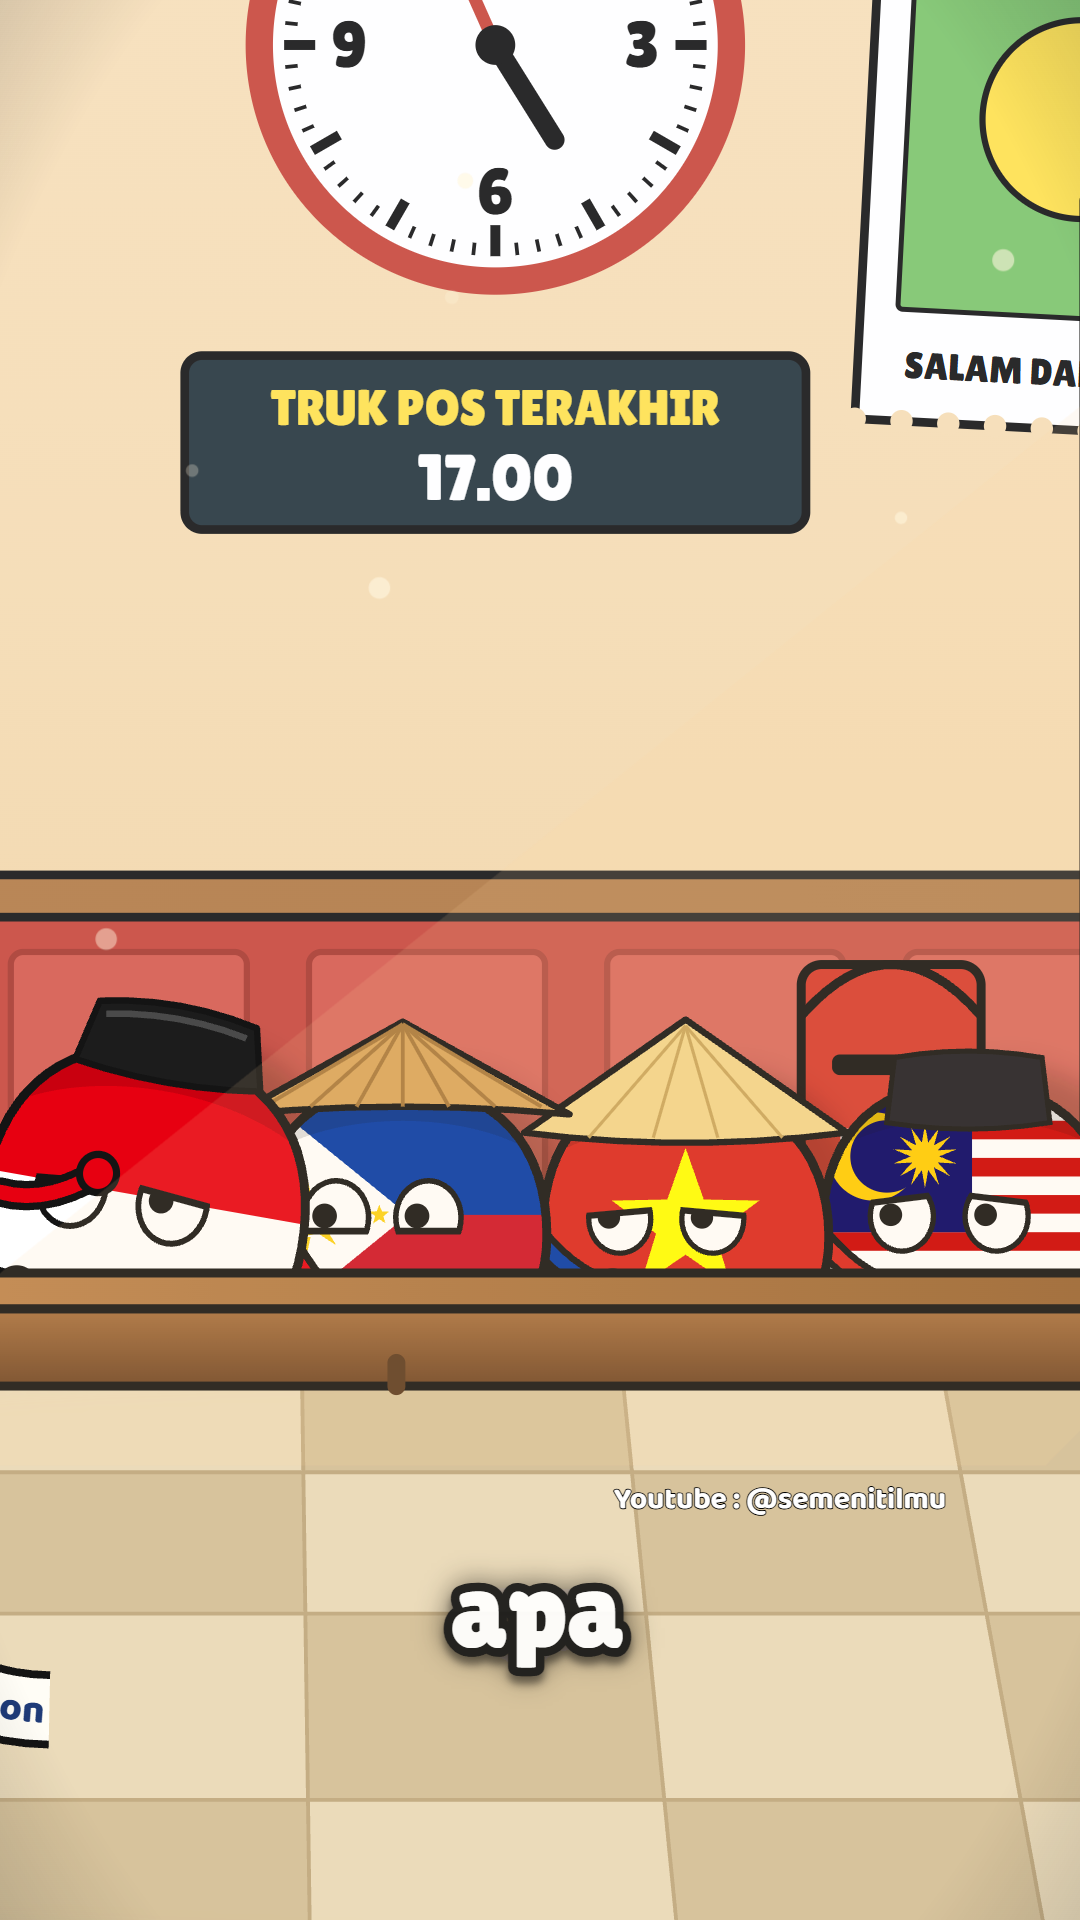 9
3
6
SALAM DA
TRUK POS TERAKHIR
17.00
Youtube : @semenitilmu
apa
on